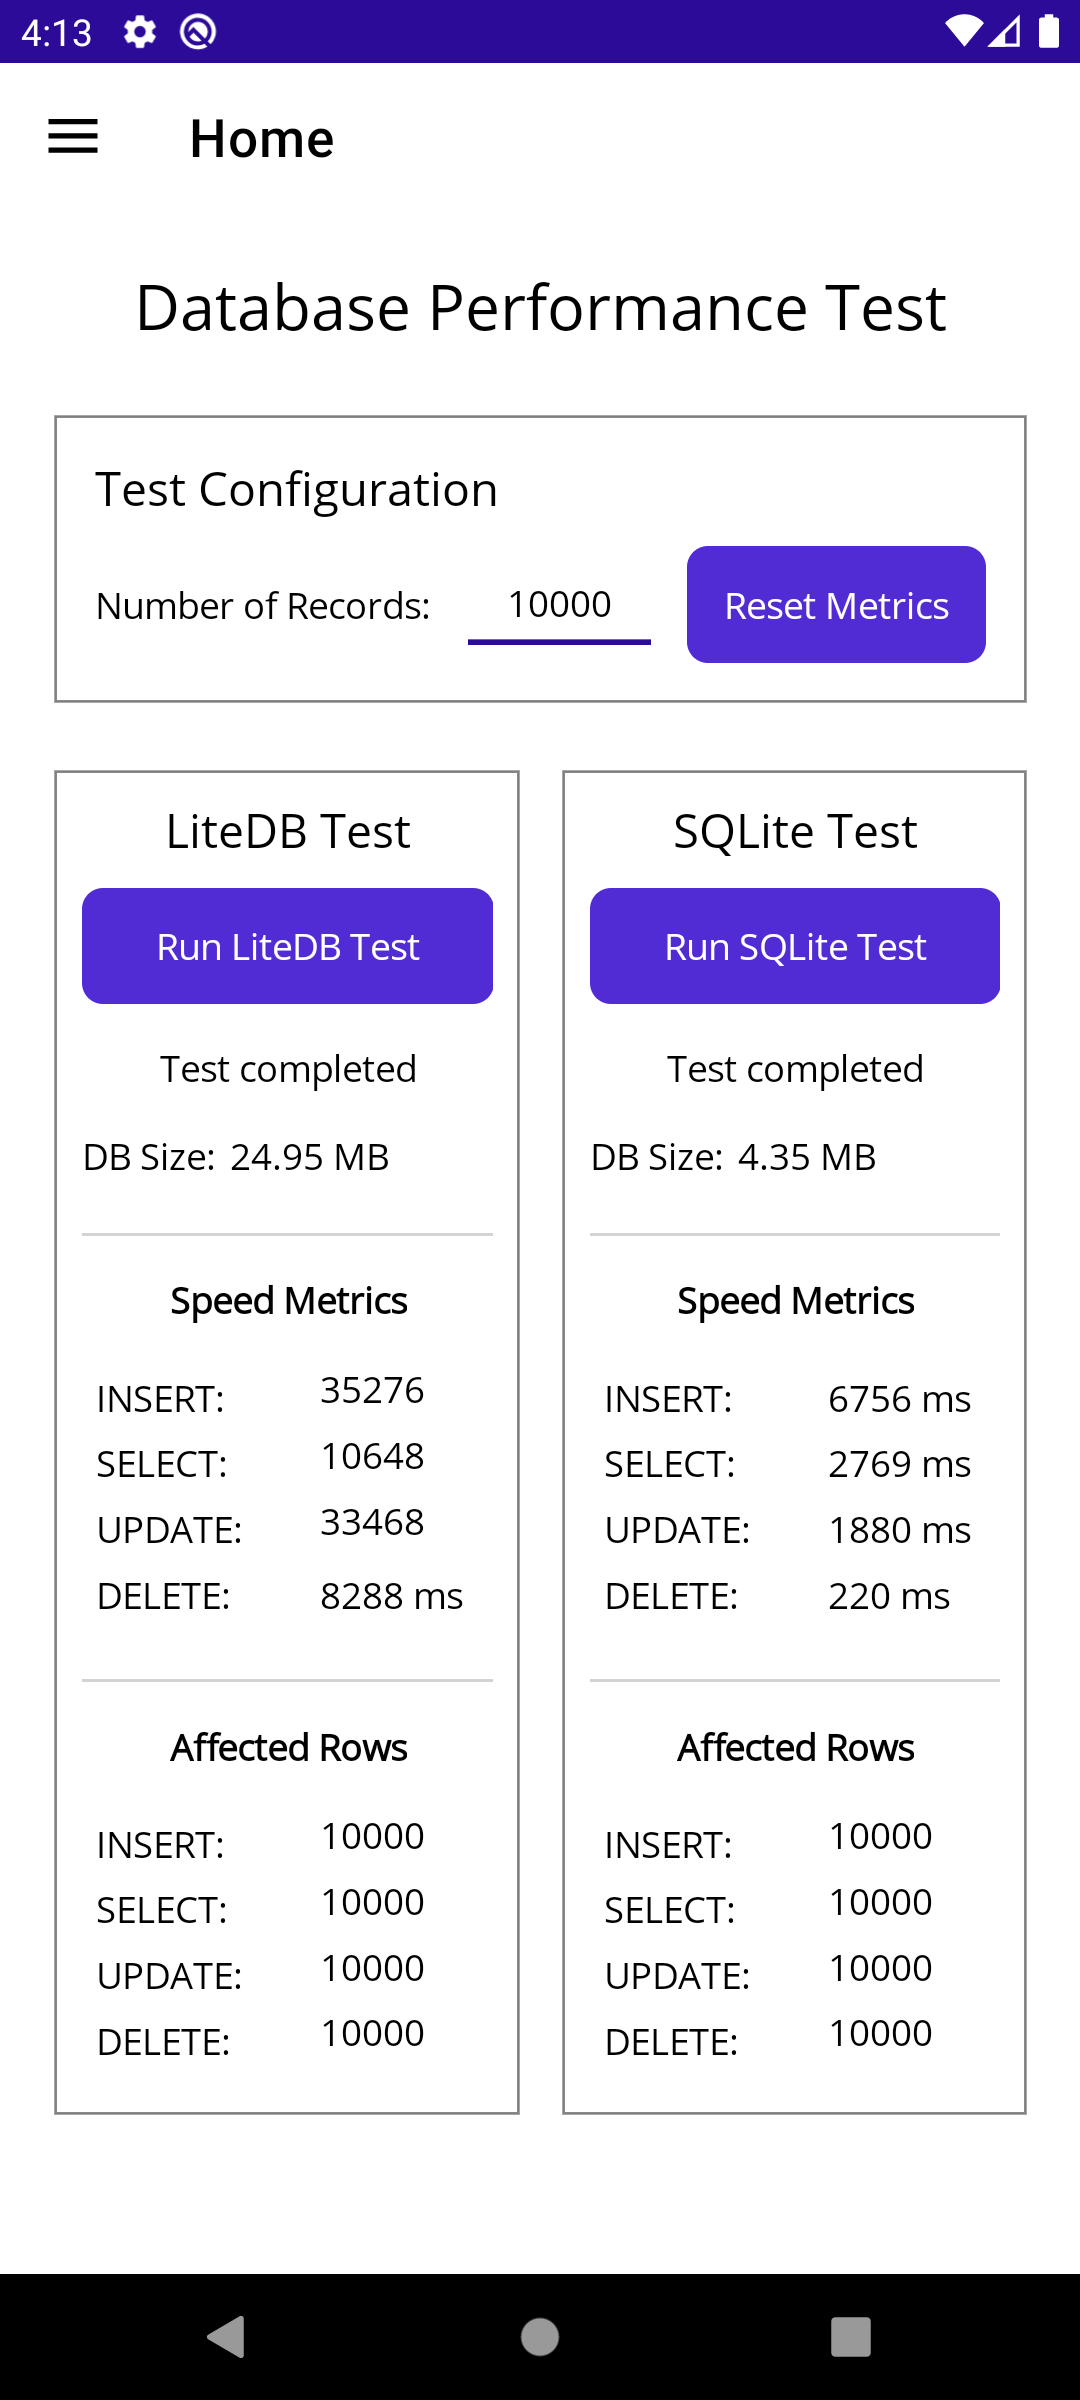 4:13
Home
Database Performance Test
Test Configuration
Number of Records: 10000 Reset Metrics
LiteDB Test
Run LiteDB Test
Test completed
DB Size: 24.95 MB
Speed Metrics
INSERT: 35276
SELECT: 10648
UPDATE: 33468
DELETE: 8288 ms
Affected Rows
INSERT: 10000
SELECT: 10000
UPDATE: 10000
DELETE: 10000
SQLite Test
Run SQLite Test
Test completed
DB Size: 4.35 MB
Speed Metrics
INSERT: 6756 ms
SELECT: 2769 ms
UPDATE: 1880 ms
DELETE: 220 ms
Affected Rows
INSERT: 10000
SELECT: 10000
UPDATE: 10000
DELETE: 10000